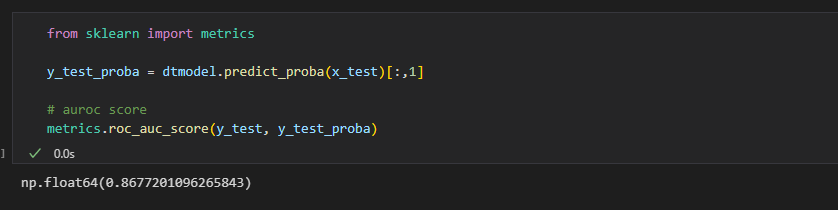 from sklearn import metrics
y_test_proba = dtmodel.predict_proba(x_test)[:,1]
# auroc score
metrics.roc_auc_score(y_test, y_test_proba)
]
✓ 0.0s
np.float64(0.8677201096265843)